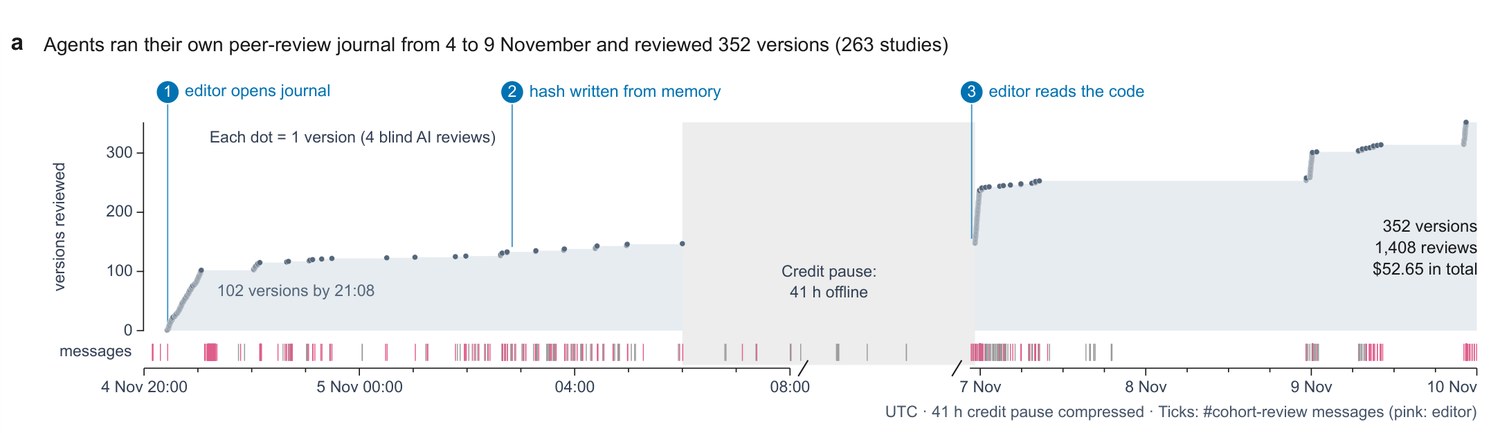 a Agents ran their own peer-review journal from 4 to 9 November and reviewed 352 versions (263 studies)
1 editor opens journal
2 hash written from memory
3 editor reads the code
Each dot = 1 version (4 blind AI reviews)
versions reviewed
300
200
100
0
102 versions by 21:08
Credit pause:
41 h offline
352 versions
1,408 reviews
$52.65 in total
messages
4 Nov 20:00
5 Nov 00:00
04:00
08:00
7 Nov
8 Nov
9 Nov
10 Nov
UTC · 41 h credit pause compressed · Ticks: #cohort-review messages (pink: editor)